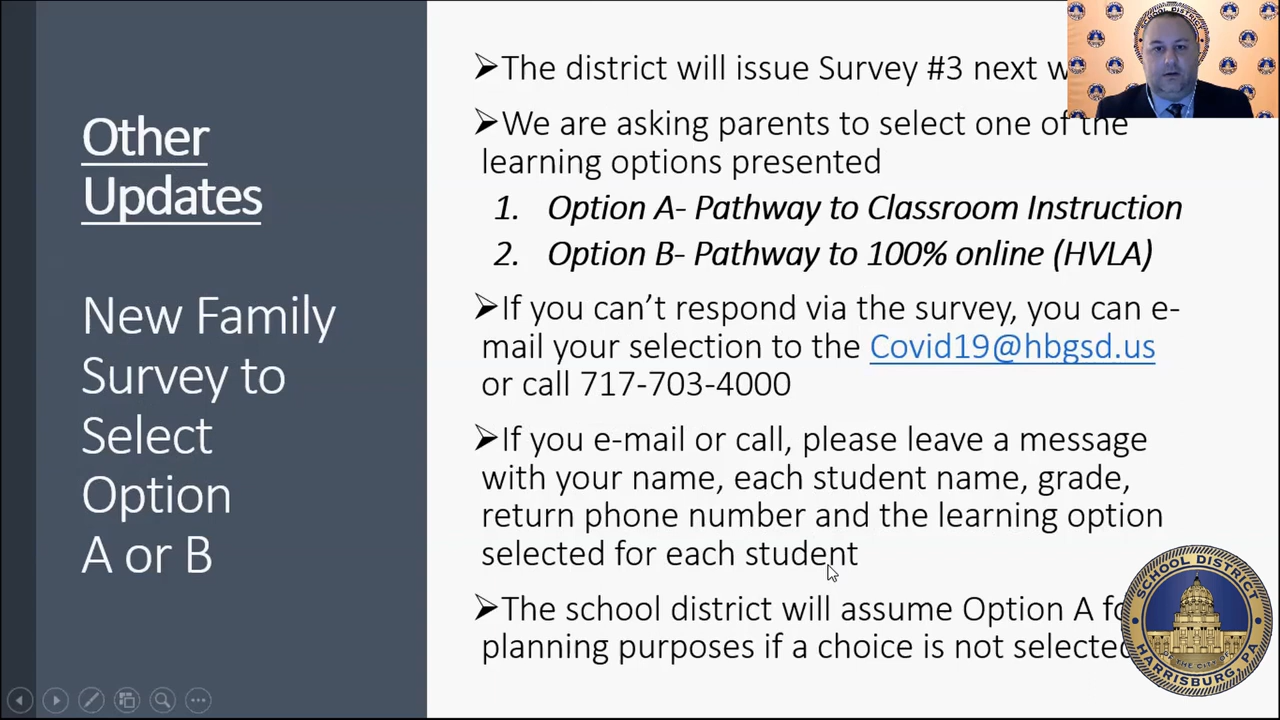 Other
Updates
New Family
Survey to
Select
Option
A or B
The district will issue Survey #3 next
We are asking parents to select one of the
learning options presented
1. Option A- Pathway to Classroom Instruction
2. Option B- Pathway to 100% online (HVLA)
If you can’t respond via the survey, you can e-
mail your selection to the Covid19@hbgsd.us
or call 717-703-4000
If you e-mail or call, please leave a message
with your name, each student name, grade,
return phone number and the learning option
selected for each student
The school district will assume Option A
planning purposes if a choice is not selected
SCHOOL DISTRICT
OF THE CITY OF
HARRISBURG, PA